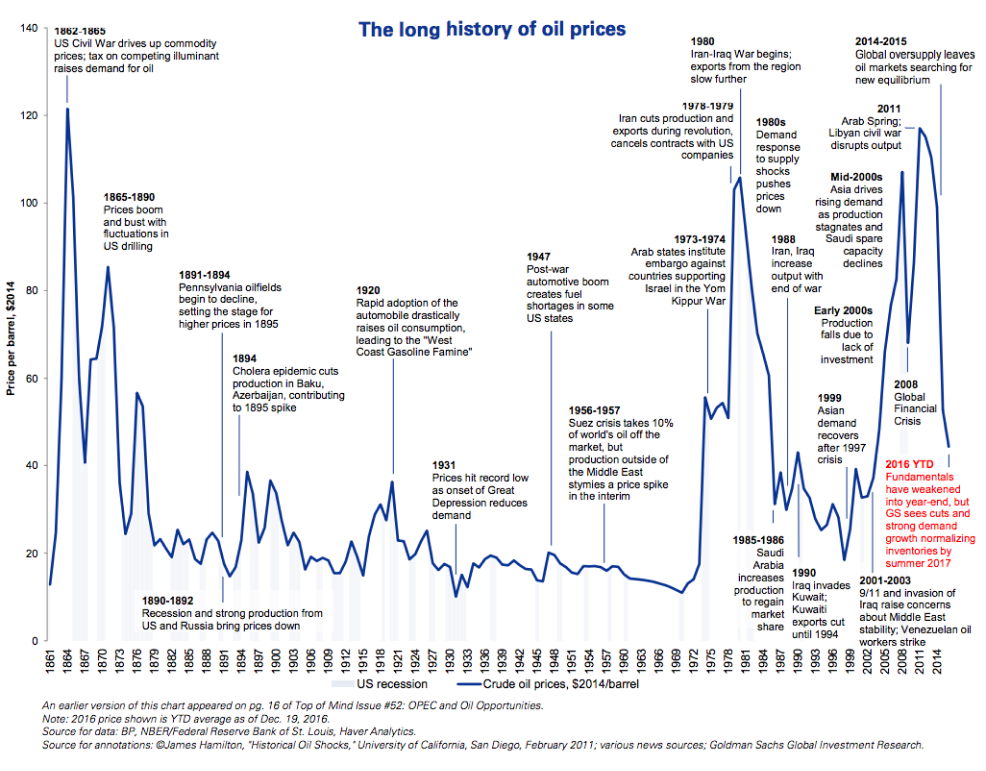 The long history of oil prices
1862-1865
US Civil War drives up commodity
prices; tax on competing illuminant
raises demand for oil
1865-1890
Prices boom
and bust with
fluctuations in
US drilling
1891-1894
Pennsylvania oilfields
begin to decline,
setting the stage for
higher prices in 1895
1894
Cholera epidemic cuts
production in Baku,
Azerbaijan, contributing
to 1895 spike
1890-1892
Recession and strong production from
US and Russia bring prices down
1920
Rapid adoption of the
automobile drastically
raises oil consumption,
leading to the "West
Coast Gasoline Famine"
1931
Prices hit record low
as onset of Great
Depression reduces
demand
1947
Post-war
automotive boom
creates fuel
shortages in some
US states
1956-1957
Suez crisis takes 10%
of world's oil off the
market, but
production outside of
the Middle East
stymies a price spike
in the interim
1973-1974
Arab states institute
embargo against
countries supporting
Israel in the Yom
Kippur War
1978-1979
Iran cuts production and
exports during revolution,
cancels contracts with US
companies
1980
Iran-Iraq War begins;
exports from the region
slow further
1980s
Demand
response
to supply
shocks
pushes
prices
down
1985-1986
Saudi
Arabia
increases
production
to regain
market
share
1988
Iran, Iraq
increase
output with
end of war
1990
Iraq invades
Kuwait;
Kuwaiti
exports cut
until 1994
1999
Asian
demand
recovers
after 1997
crisis
Early 2000s
Production
falls due to
lack of
investment
2001-2003
9/11 and invasion of
Iraq raise concerns
about Middle East
stability; Venezuelan oil
workers strike
Mid-2000s
Asia drives
rising demand
as production
stagnates and
Saudi spare
capacity
declines
2008
Global
Financial
Crisis
2011
Arab Spring;
Libyan civil war
disrupts output
2014-2015
Global oversupply leaves
oil markets searching for
new equilibrium
2016 YTD
Fundamentals
have weakened
into year-end, but
GS sees cuts and
strong demand
growth normalizing
inventories by
summer 2017
Price per barrel, $2014
140
120
100
80
60
40
20
0
1861 1864 1867 1870 1873 1876 1879 1882 1885 1888 1891 1894 1897 1900 1903 1906 1909 1912 1915 1918 1921 1924 1927 1930 1933 1936 1939 1942 1945 1948 1951 1954 1957 1960 1963 1966 1969 1972 1975 1978 1981 1984 1987 1990 1993 1996 1999 2002 2005 2008 2011 2014
US recession
Crude oil prices, $2014/barrel
An earlier version of this chart appeared on pg. 16 of Top of Mind Issue #52: OPEC and Oil Opportunities.
Note: 2016 price shown is YTD average as of Dec. 19, 2016.
Source for data: BP, NBER/Federal Reserve Bank of St. Louis, Haver Analytics.
Source for annotations: ©James Hamilton, "Historical Oil Shocks," University of California, San Diego, February 2011; various news sources; Goldman Sachs Global Investment Research.